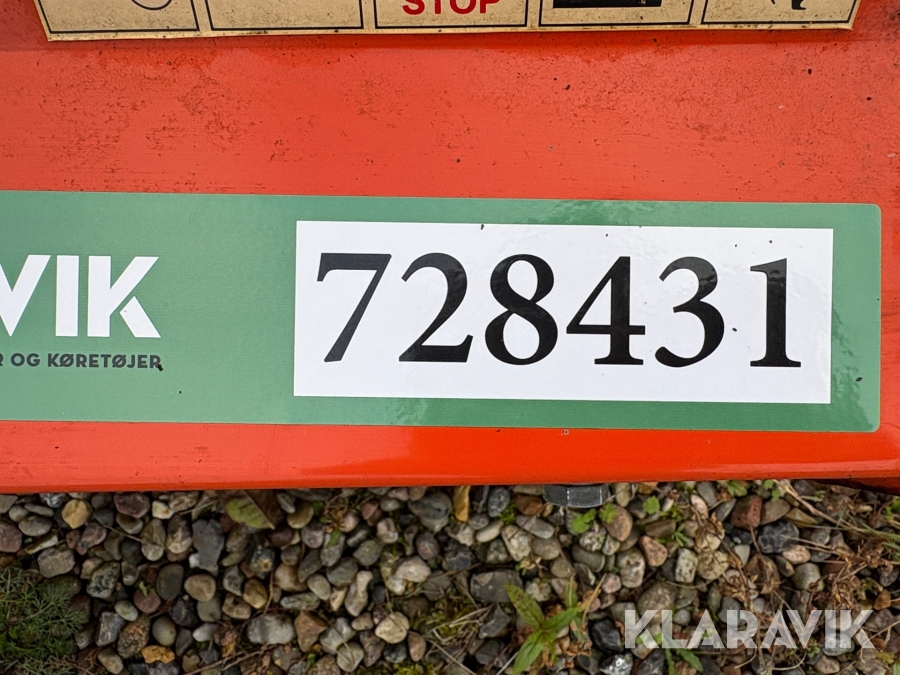 STOP
VIK
OG KØRETØJER
728431
KLARAVIK